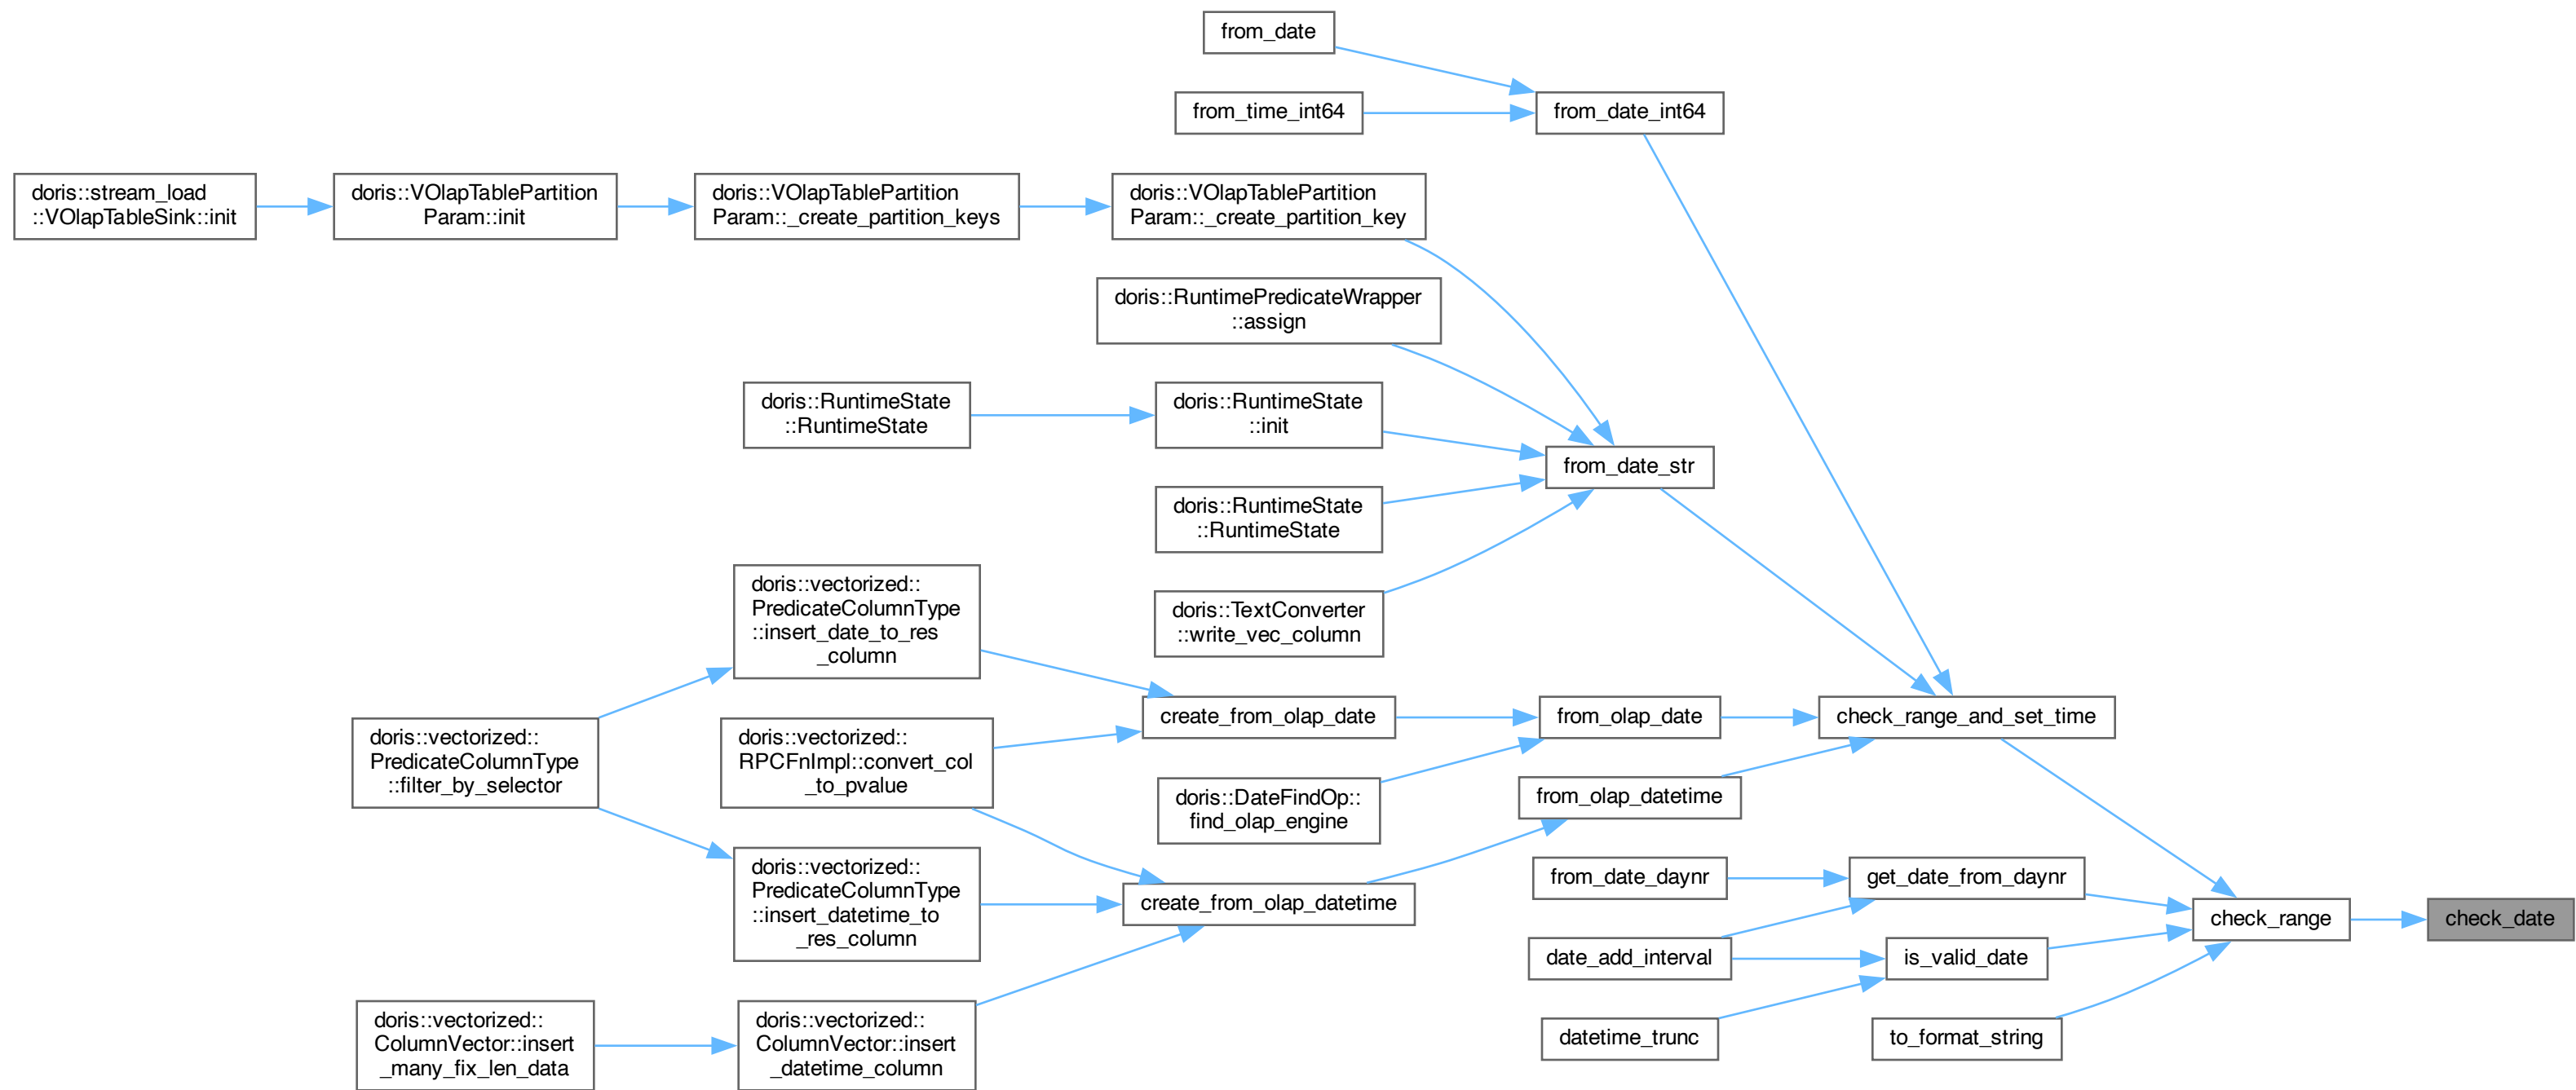 from_date
from_time_int64
from_date_int64
doris::stream_load
::VOlapTableSink::init
doris::VOlapTablePartition
Param::init
doris::VOlapTablePartition
Param::_create_partition_keys
doris::VOlapTablePartition
Param::_create_partition_key
doris::RuntimePredicateWrapper
::assign
doris::RuntimeState
::RuntimeState
doris::RuntimeState
::init
from_date_str
doris::RuntimeState
::RuntimeState
doris::TextConverter
::write_vec_column
doris::vectorized::
PredicateColumnType
::insert_date_to_res
_column
create_from_olap_date
from_olap_date
check_range_and_set_time
doris::vectorized::
PredicateColumnType
::filter_by_selector
doris::vectorized::
RPCFnImpl::convert_col
_to_pvalue
doris::DateFindOp::
find_olap_engine
from_olap_datetime
doris::vectorized::
PredicateColumnType
::insert_datetime_to
_res_column
create_from_olap_datetime
from_date_daynr
get_date_from_daynr
check_range
check_date
date_add_interval
is_valid_date
datetime_trunc
to_format_string
doris::vectorized::
ColumnVector::insert
_many_fix_len_data
doris::vectorized::
ColumnVector::insert
_datetime_column